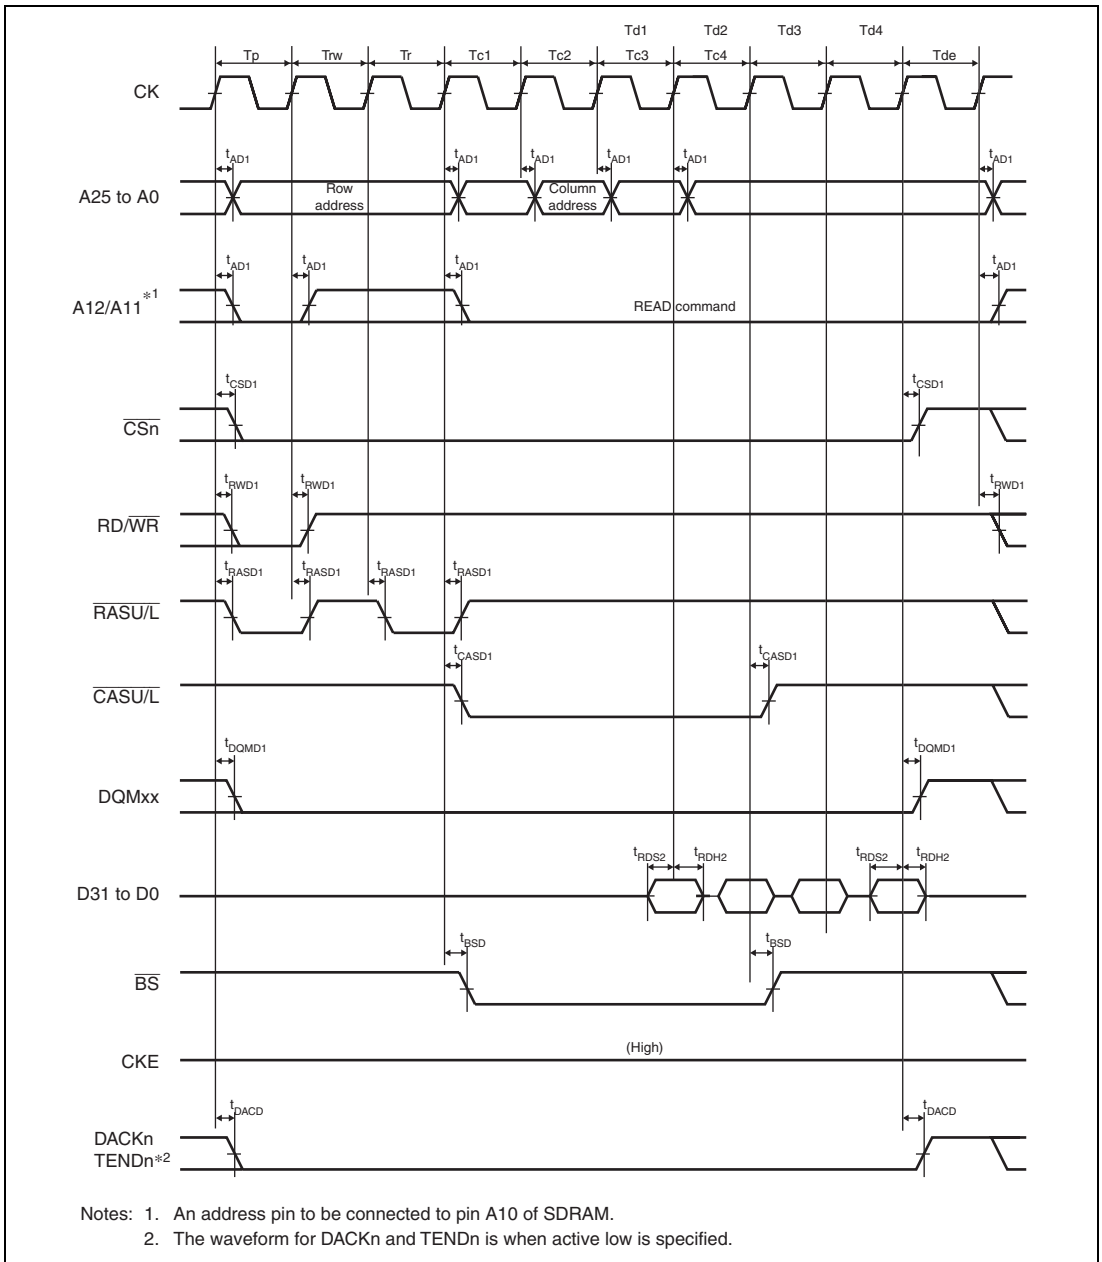 Td1 Td2 Td3 Td4
Tp Trw Tr Tc1 Tc2 Tc3 Tc4 Tde
CK
tAD1 tAD1 tAD1 tAD1 tAD1 tAD1
A25 to A0
Row address
Column address
tAD1 tAD1 tAD1 tAD1
A12/A11*1
READ command
tCSD1 tCSD1
CSn
tRWD1 tRWD1 tRWD1
RD/WR
tRASD1 tRASD1 tRASD1 tRASD1
RASU/L
tCASD1 tCASD1
CASU/L
tDQMD1 tDQMD1
DQMxx
tRDS2 tRDH2 tRDS2 tRDH2
D31 to D0
tBSD tBSD
BS
(High)
CKE
tDACD tDACD
DACKn
TENDn*2
Notes: 1. An address pin to be connected to pin A10 of SDRAM.
2. The waveform for DACKn and TENDn is when active low is specified.